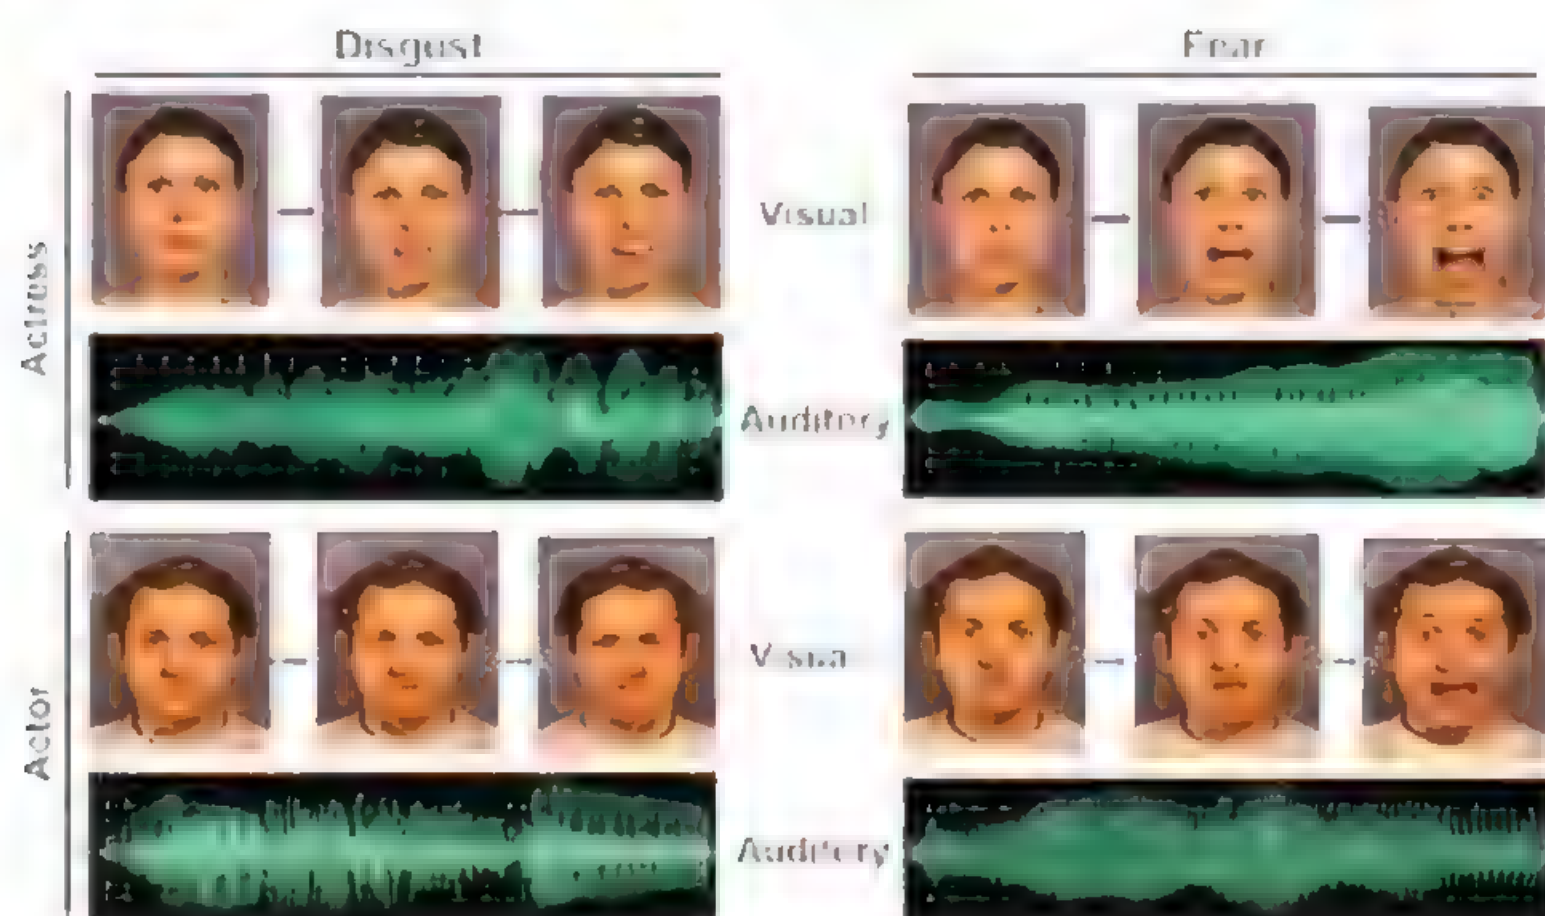 Disgust
Fear
Actress
Visual
Auditory
Actor
Visual
Auditory